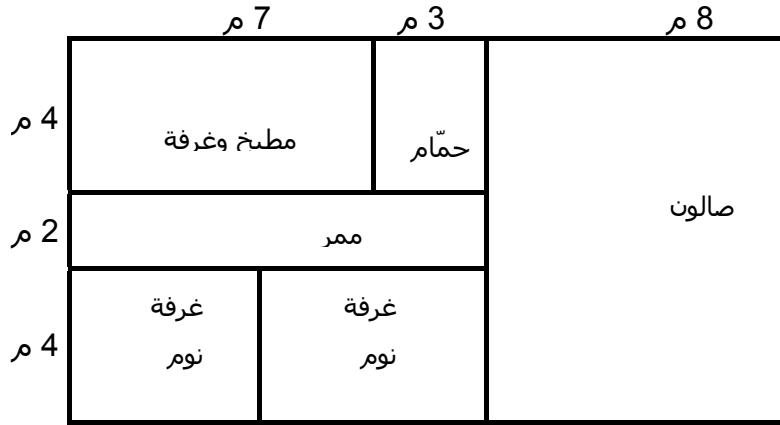 8 م
3 م
7 م
4 م
مطبخ وغرفة
حمّام
صالون
2 م
ممر
4 م
غرفة
نوم
غرفة
نوم